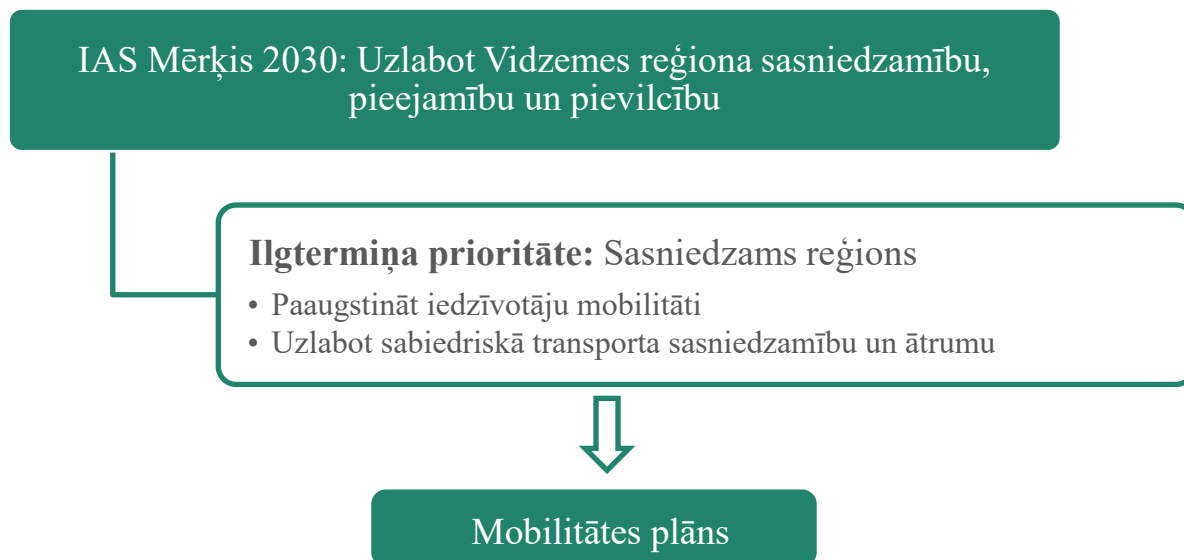 IAS Mērķis 2030: Uzlabot Vidzemes reģiona sasniedzamību,
pieejamību un pievilcību
Ilgtermiņa prioritāte: Sasniedzams reģions
• Paaugstināt iedzīvotāju mobilitāti
• Uzlabot sabiedriskā transporta sasniedzamību un ātrumu
Mobilitātes plāns